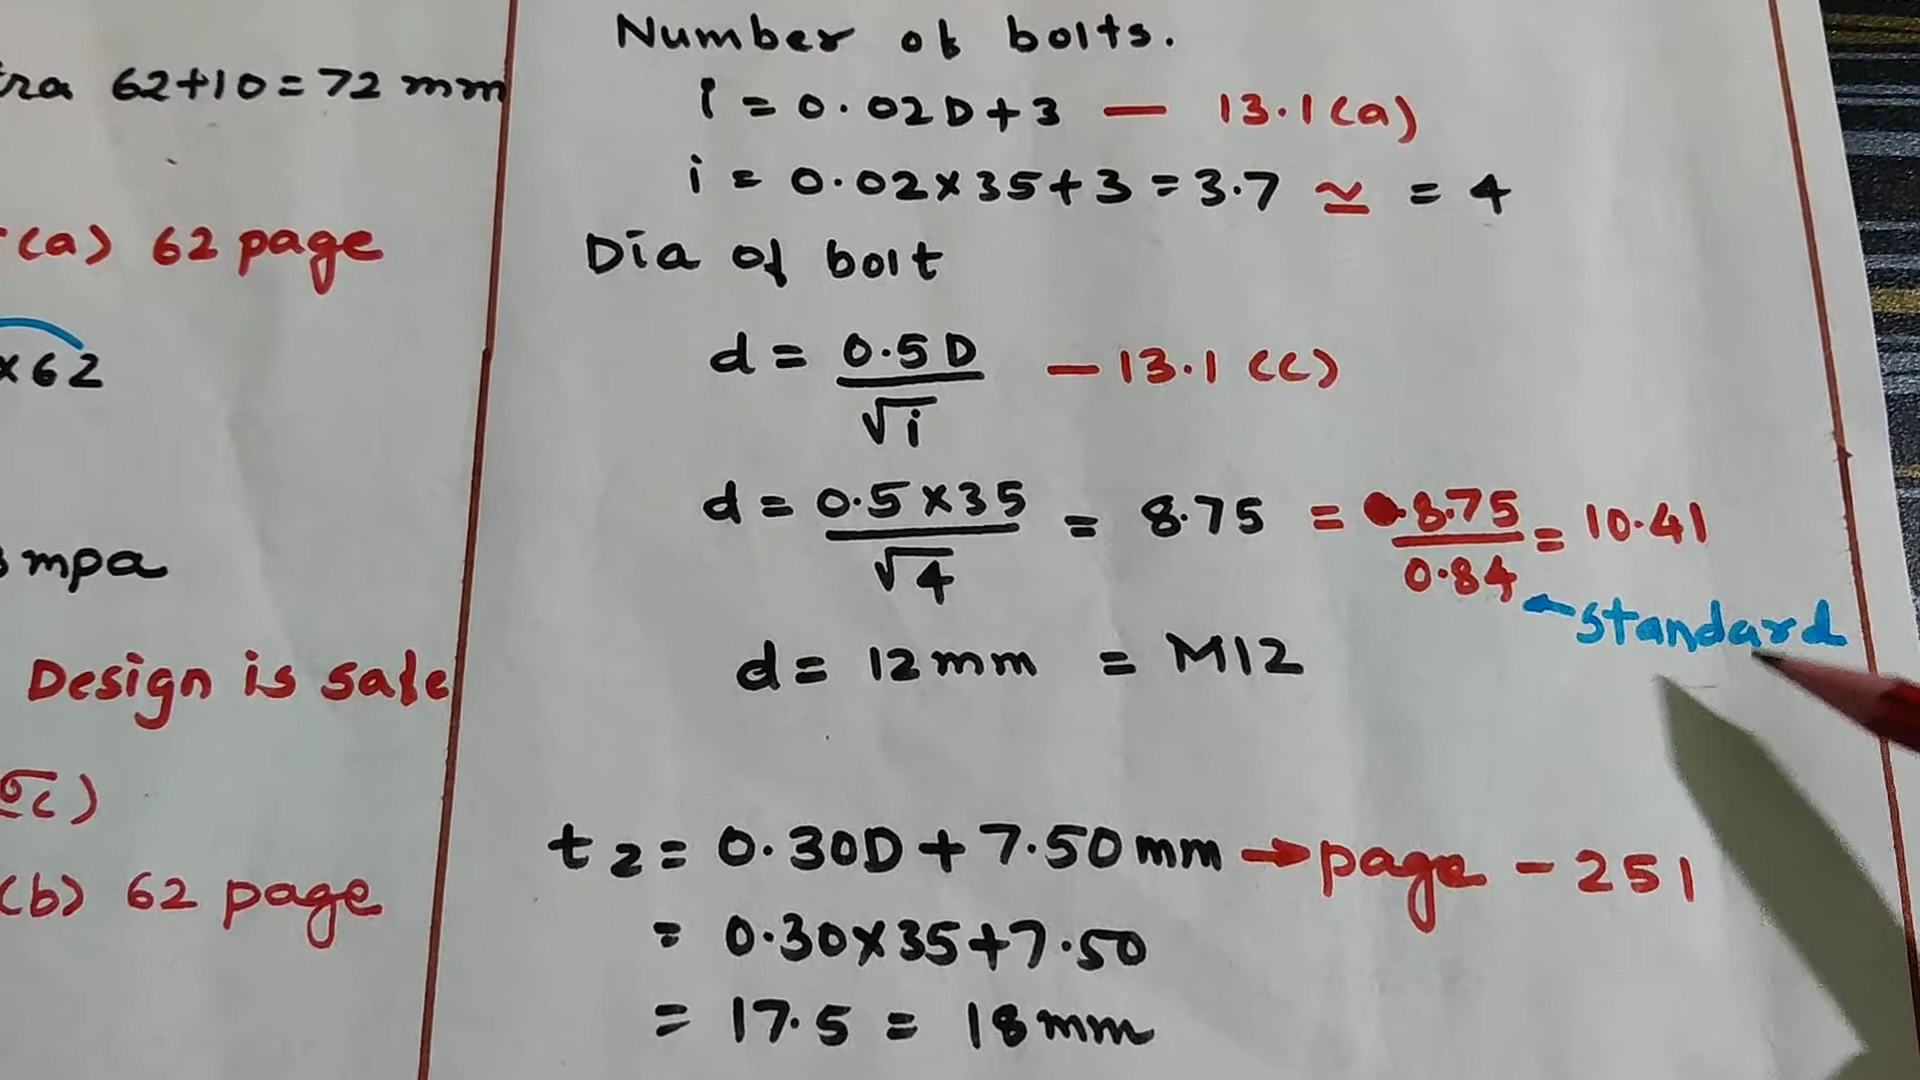 62+10=72 mm
(a) 62 page
x62
mpa
Design is safe
σc)
(b) 62 page
Number of bolts.
i = 0.02D+3 — 13.1(a)
i = 0.02×35+3=3.7 ≃ = 4
Dia of bolt
d = 0.5D / √i — 13.1 (c)
d = 0.5×35 / √4 = 8.75 = 8.75 / 0.84 = 10.41
standard
d = 12mm = M12
t2 = 0.30D + 7.50mm → page - 251
= 0.30×35+7.50
= 17.5 = 18mm